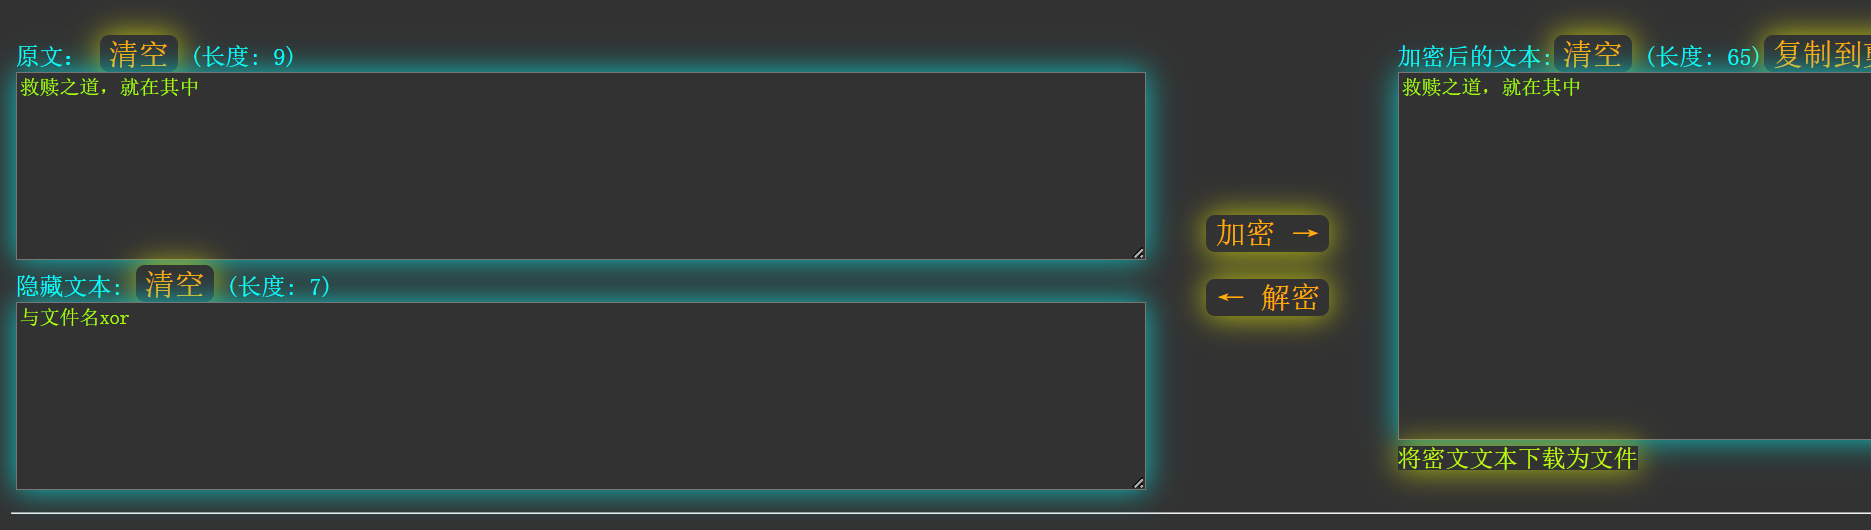 原文： 清空 (长度: 9)
救赎之道，就在其中
隐藏文本: 清空 (长度: 7)
与文件名xor
加密 →
← 解密
加密后的文本: 清空 (长度: 65) 复制到
救赎之道，就在其中
将密文文本下载为文件